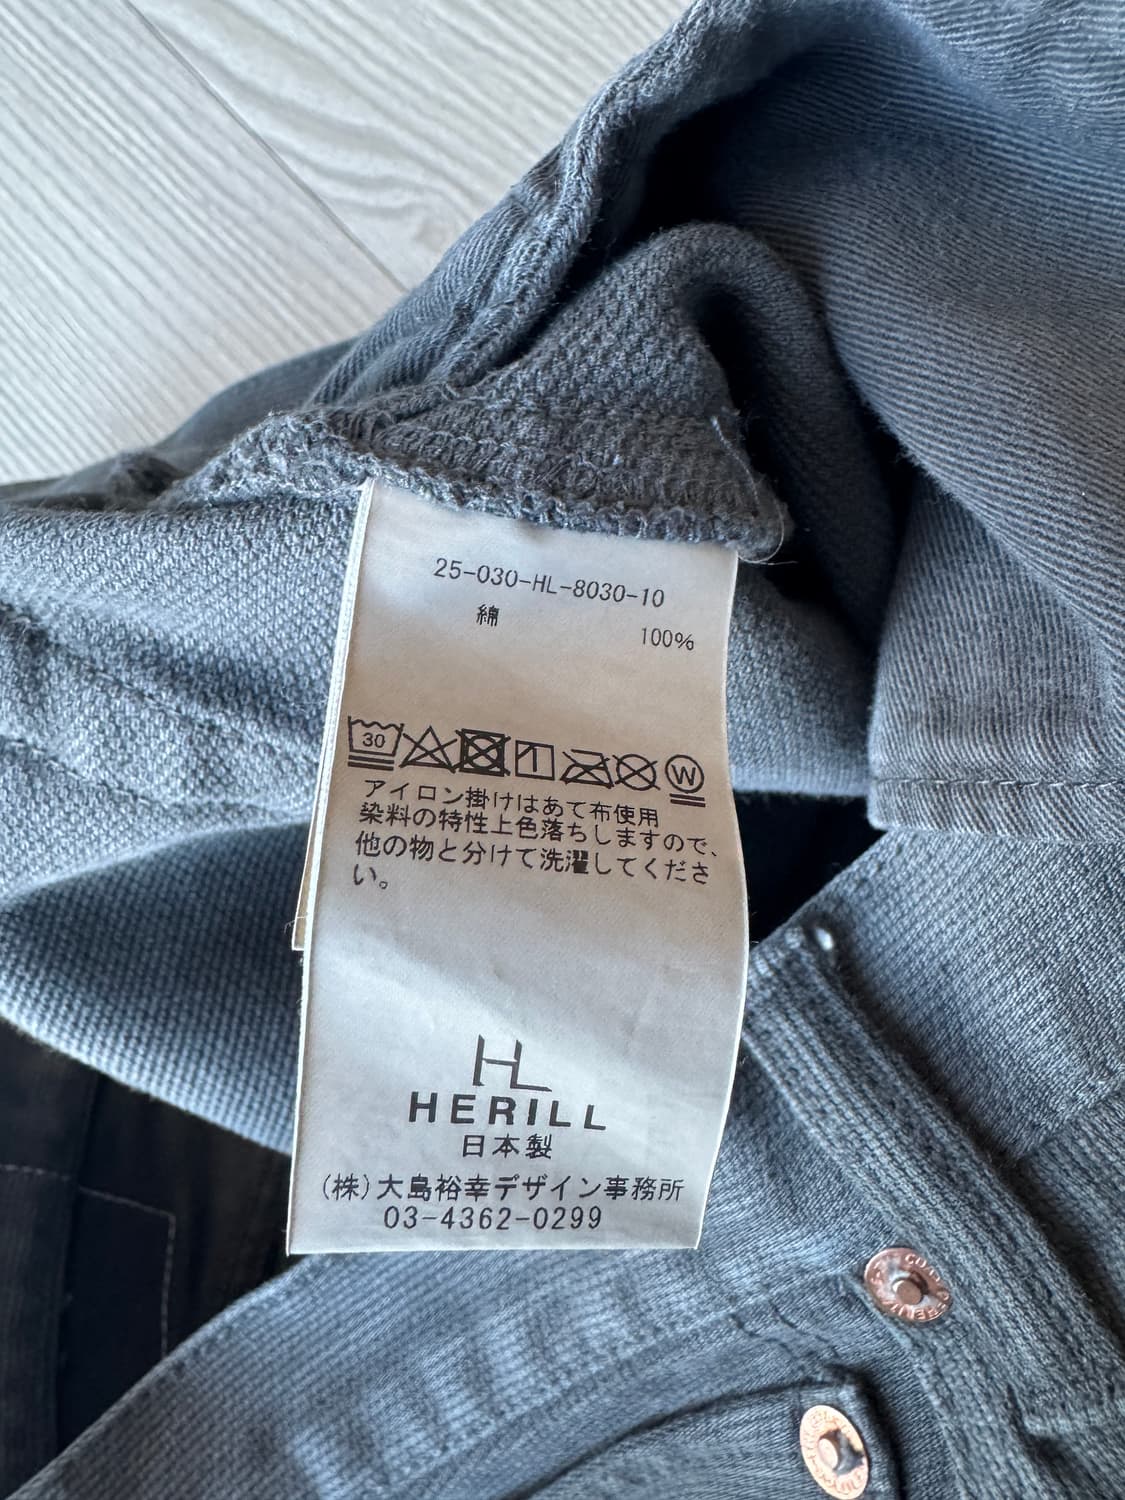 25-030-HL-8030-10
綿 100%
30
W
アイロン掛けはあて布使用
染料の特性上色落ちしますので、
他の物と分けて洗濯してくださ
い。
HL
HERILL
日本製
(株)大島裕幸デザイン事務所
03-4362-0299